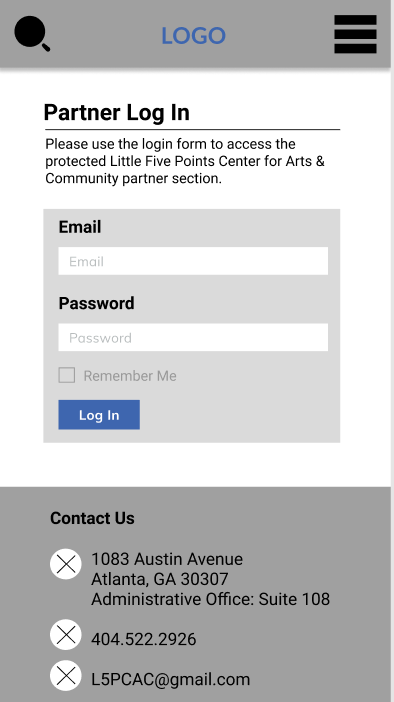 LOGO
Partner Log In
Please use the login form to access the
protected Little Five Points Center for Arts &
Community partner section.
Email
Email
Password
Password
Remember Me
Log In
Contact Us
1083 Austin Avenue
Atlanta, GA 30307
Administrative Office: Suite 108
404.522.2926
L5PCAC@gmail.com